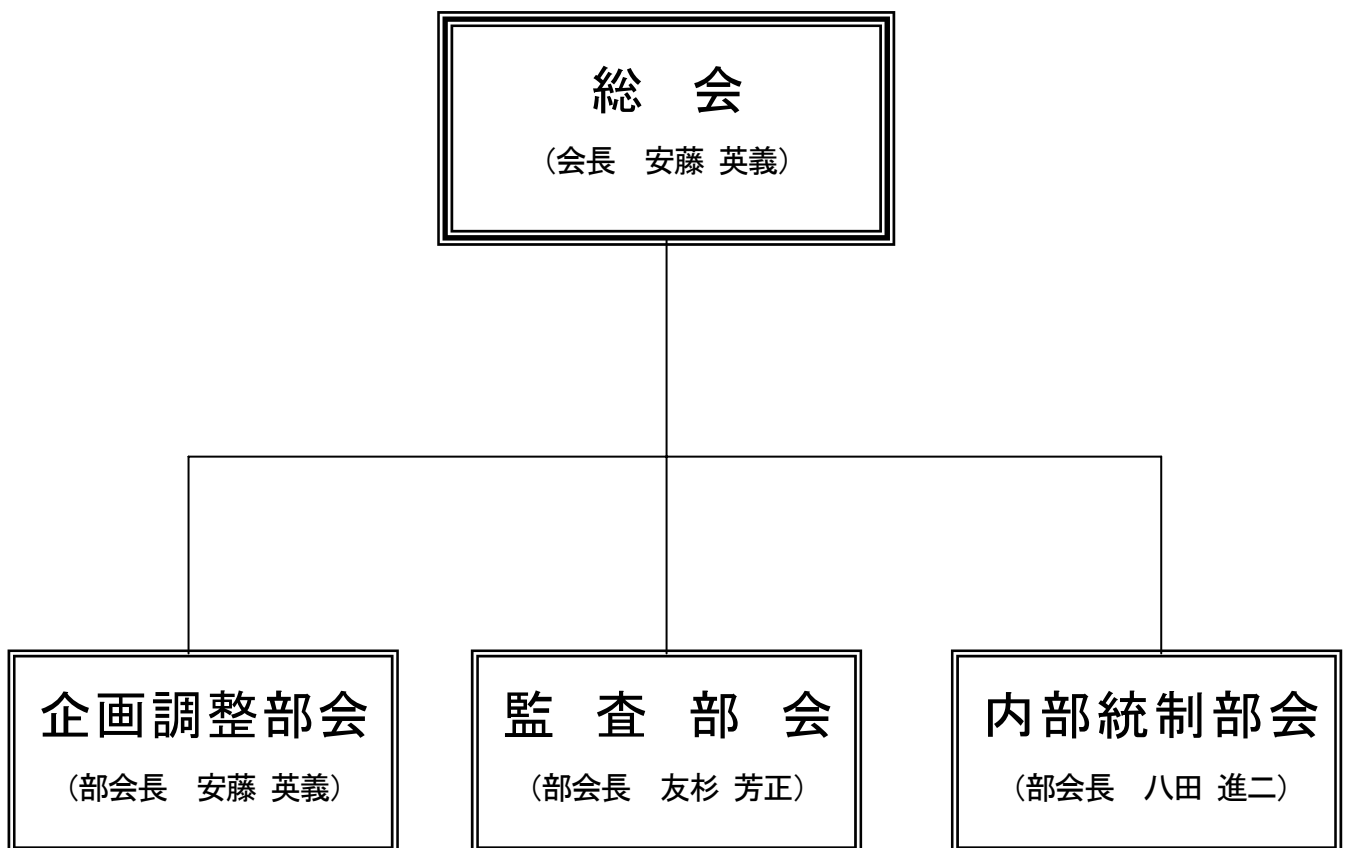 総　会
（会長　安藤 英義）
企画調整部会
（部会長　安藤 英義）
監　査　部　会
（部会長　友杉 芳正）
内部統制部会
（部会長　八田 進二）